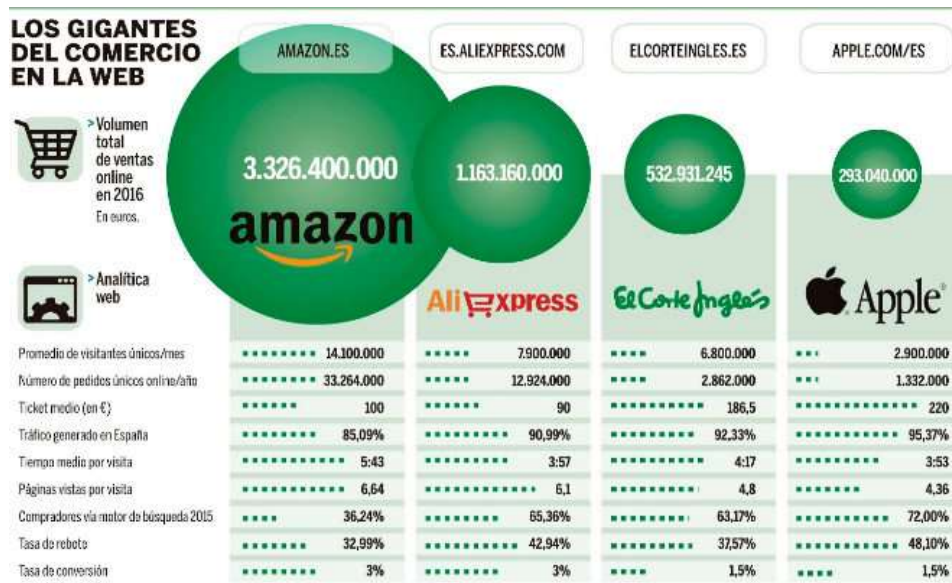 LOS GIGANTES
DEL COMERCIO
EN LA WEB
AMAZON.ES
ES.ALIEXPRESS.COM
ELCORTEINGLES.ES
APPLE.COM/ES
> Volumen
total
de ventas
online
en 2016
En euros.
3.326.400.000
1.163.160.000
532.931.245
293.040.000
amazon
AliExpress
El Corte Inglés
Apple
> Analítica
web
Promedio de visitantes únicos/mes 14.100.000 7.900.000 6.800.000 2.900.000
Número de pedidos únicos online/año 33.264.000 12.924.000 2.862.000 1.332.000
Ticket medio (en €) 100 90 186,5 220
Tráfico generado en España 85,09% 90,99% 92,33% 95,37%
Tiempo medio por visita 5:43 3:57 4:17 3:53
Páginas vistas por visita 6,64 6,1 4,8 4,36
Compradores vía motor de búsqueda 2015 36,24% 65,36% 63,17% 72,00%
Tasa de rebote 32,99% 42,94% 37,57% 48,10%
Tasa de conversión 3% 3% 1,5% 1,5%